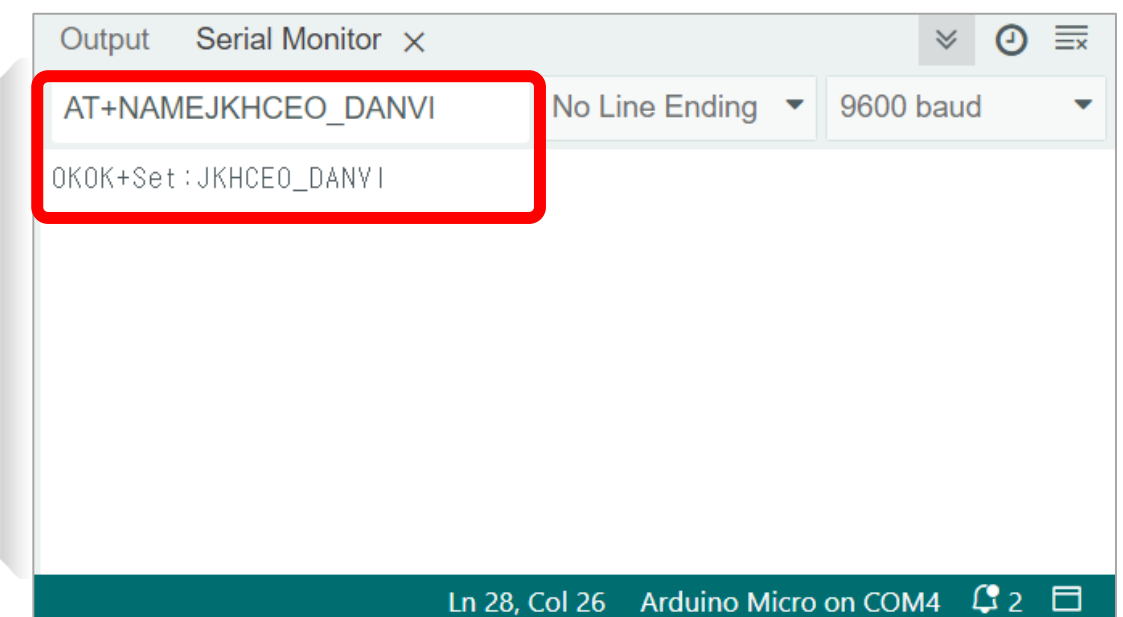 Output Serial Monitor
AT+NAMEJKHCEO_DANVI No Line Ending 9600 baud
OKOK+Set:JKHCEO_DANVI
Ln 28, Col 26 Arduino Micro on COM4 2